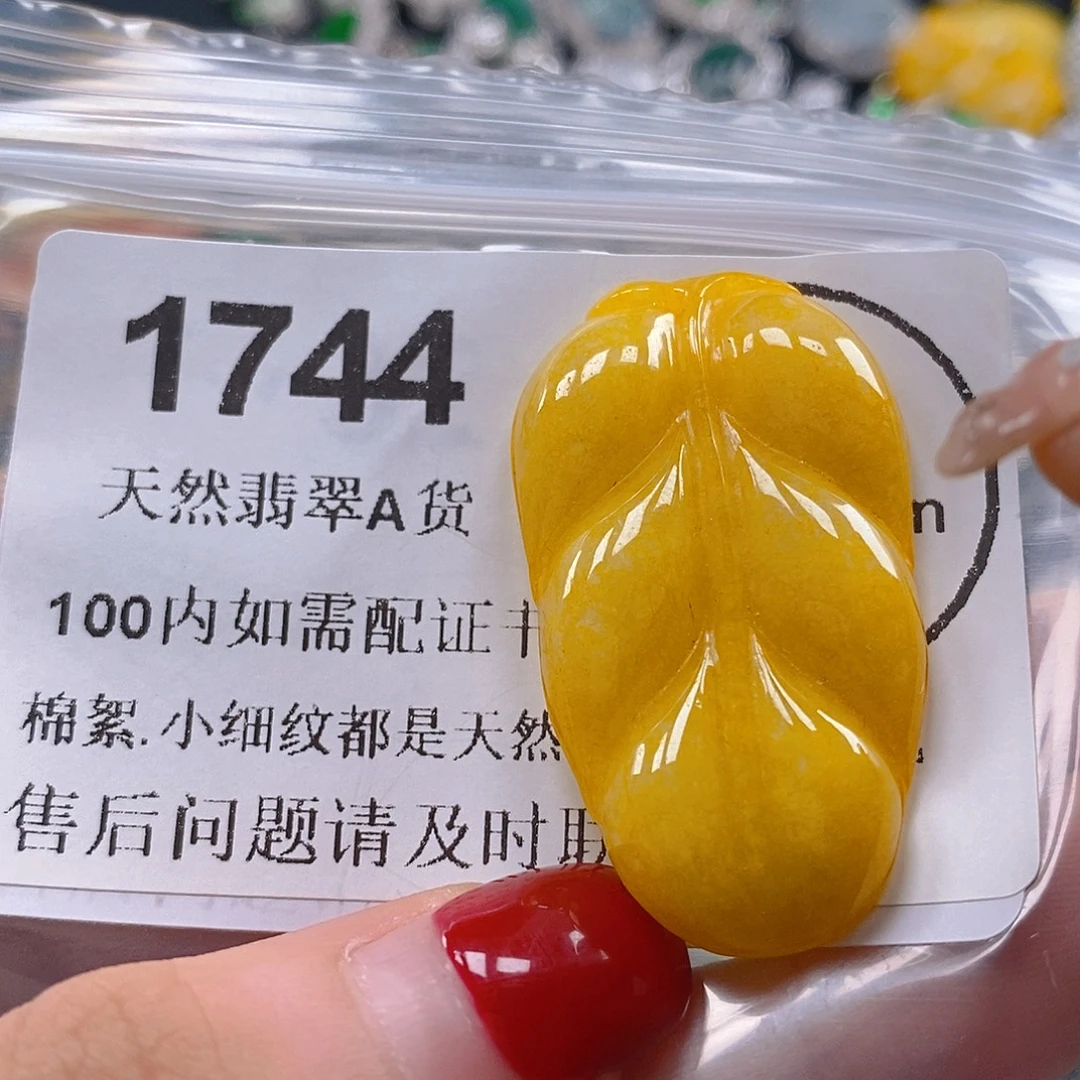 1744
天然翡翠A货
n
100内如需配证
棉絮.小细纹都是天然
售后问题请及时